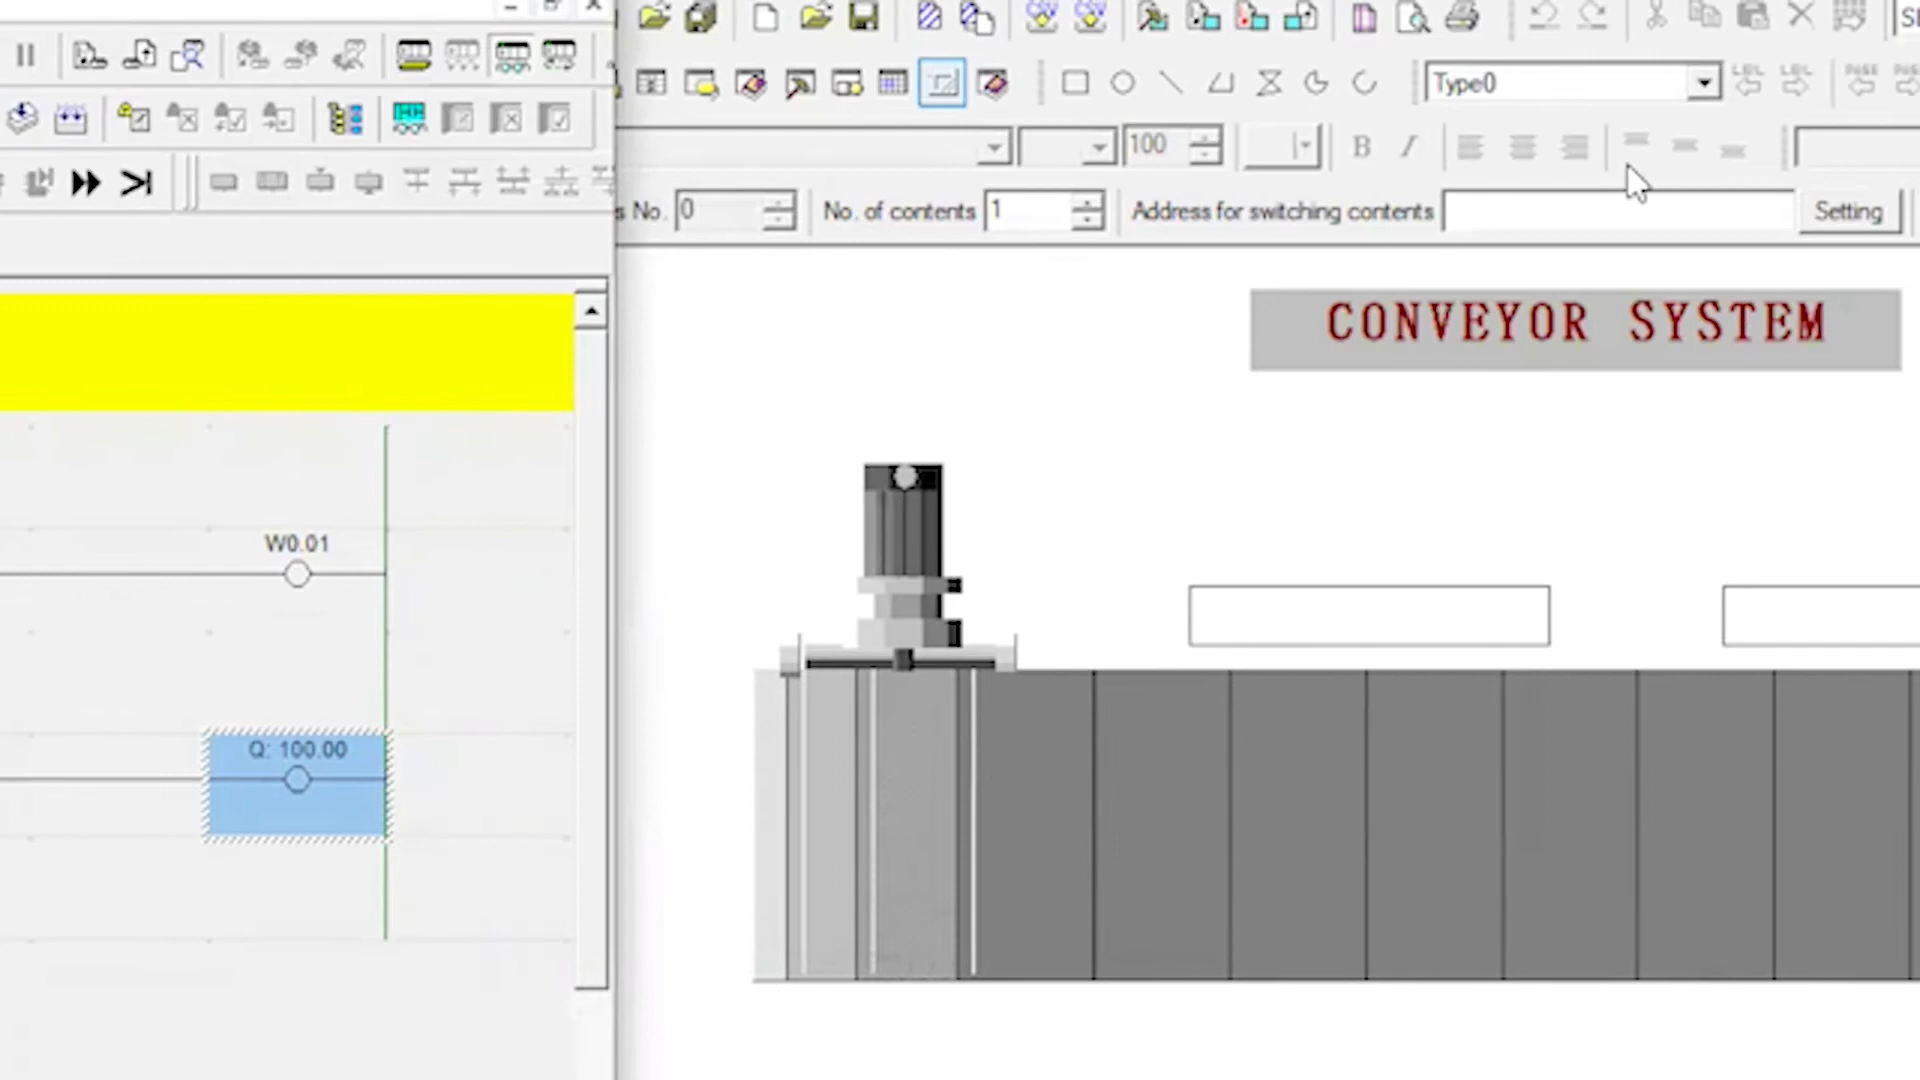 Type0
100
B I
s No. 0 No. of contents 1 Address for switching contents Setting
CONVEYOR SYSTEM
W0.01
Q: 100.00